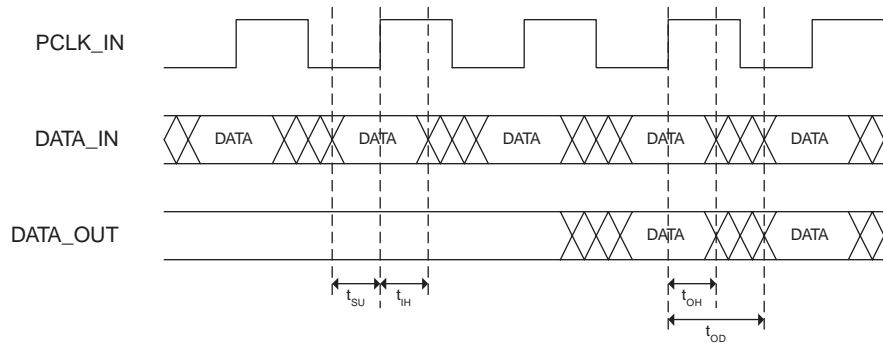 PCLK_IN
DATA_IN
DATA DATA DATA DATA DATA
DATA_OUT
DATA DATA
tSU tIH tOH
tOD